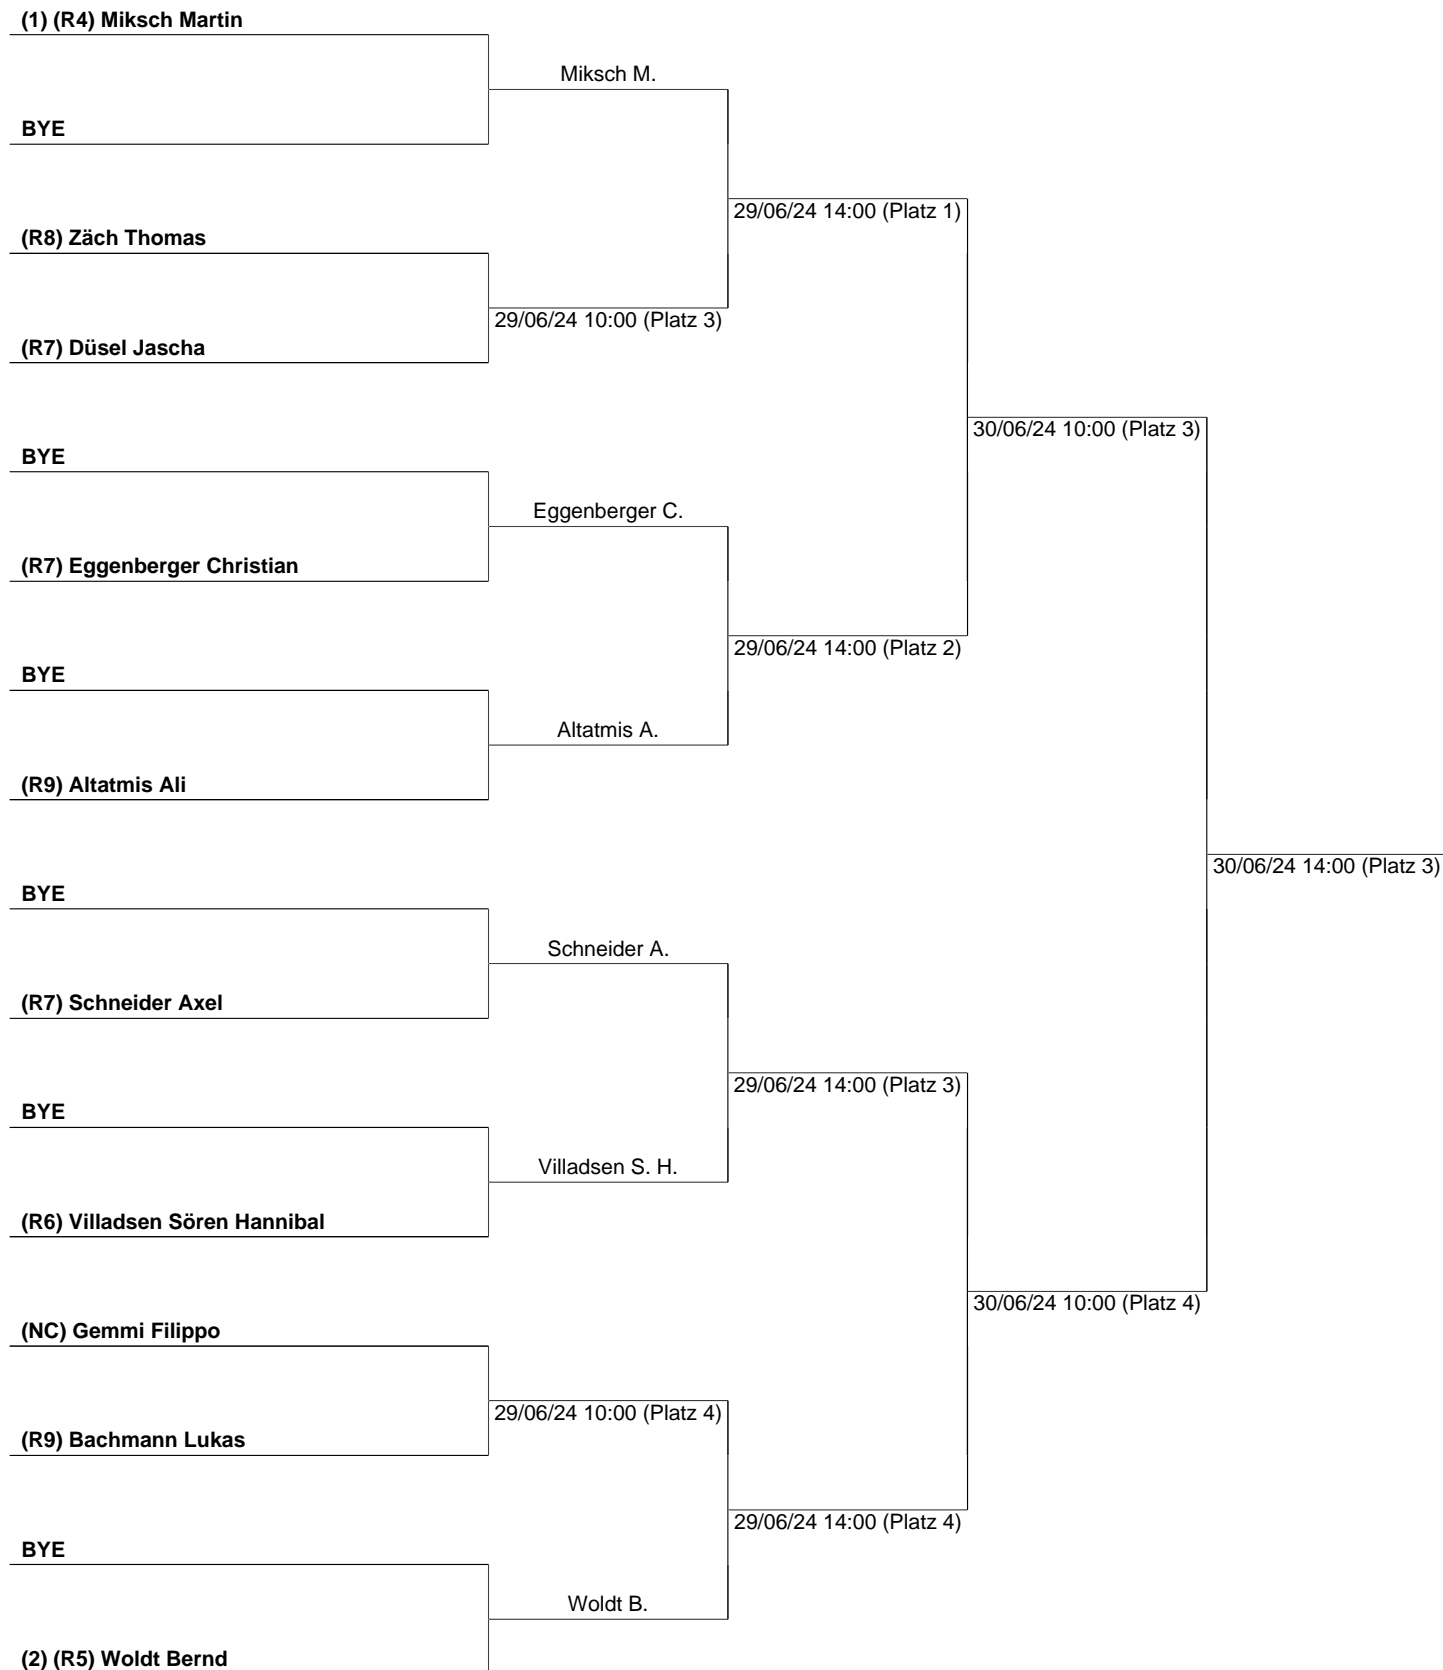 (1) (R4) Miksch Martin
Miksch M.
BYE
29/06/24 14:00 (Platz 1)
(R8) Zäch Thomas
29/06/24 10:00 (Platz 3)
(R7) Düsel Jascha
30/06/24 10:00 (Platz 3)
BYE
Eggenberger C.
(R7) Eggenberger Christian
29/06/24 14:00 (Platz 2)
BYE
Altatmis A.
(R9) Altatmis Ali
30/06/24 14:00 (Platz 3)
BYE
Schneider A.
(R7) Schneider Axel
29/06/24 14:00 (Platz 3)
BYE
Villadsen S. H.
(R6) Villadsen Sören Hannibal
30/06/24 10:00 (Platz 4)
(NC) Gemmi Filippo
29/06/24 10:00 (Platz 4)
(R9) Bachmann Lukas
29/06/24 14:00 (Platz 4)
BYE
Woldt B.
(2) (R5) Woldt Bernd